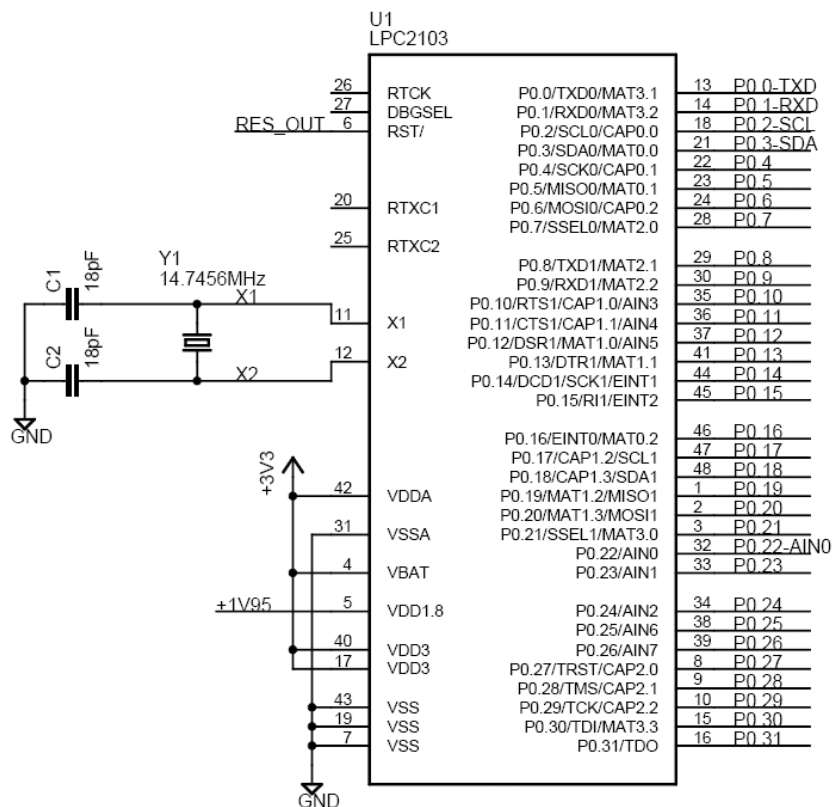 U1
LPC2103
26 RTCK
27 DBGSEL
RES_OUT 6 RST/
20 RTXC1
25 RTXC2
C1 18pF
C2 18pF
Y1
14.7456MHz
X1
11 X1
12 X2
X2
GND
+3V3
42 VDDA
31 VSSA
4 VBAT
+1V95 5 VDD1.8
40 VDD3
17 VDD3
43 VSS
19 VSS
7 VSS
GND
P0.0/TXD0/MAT3.1 13 P0.0-TXD
P0.1/RXD0/MAT3.2 14 P0.1-RXD
P0.2/SCL0/CAP0.0 18 P0.2-SCL
P0.3/SDA0/MAT0.0 21 P0.3-SDA
P0.4/SCK0/CAP0.1 22 P0.4
P0.5/MISO0/MAT0.1 23 P0.5
P0.6/MOSI0/CAP0.2 24 P0.6
P0.7/SSEL0/MAT2.0 28 P0.7
P0.8/TXD1/MAT2.1 29 P0.8
P0.9/RXD1/MAT2.2 30 P0.9
P0.10/RTS1/CAP1.0/AIN3 35 P0.10
P0.11/CTS1/CAP1.1/AIN4 36 P0.11
P0.12/DSR1/MAT1.0/AIN5 37 P0.12
P0.13/DTR1/MAT1.1 41 P0.13
P0.14/DCD1/SCK1/EINT1 44 P0.14
P0.15/RI1/EINT2 45 P0.15
P0.16/EINT0/MAT0.2 46 P0.16
P0.17/CAP1.2/SCL1 47 P0.17
P0.18/CAP1.3/SDA1 48 P0.18
P0.19/MAT1.2/MISO1 1 P0.19
P0.20/MAT1.3/MOSI1 2 P0.20
P0.21/SSEL1/MAT3.0 3 P0.21
P0.22/AIN0 32 P0.22-AIN0
P0.23/AIN1 33 P0.23
P0.24/AIN2 34 P0.24
P0.25/AIN6 38 P0.25
P0.26/AIN7 39 P0.26
P0.27/TRST/CAP2.0 8 P0.27
P0.28/TMS/CAP2.1 9 P0.28
P0.29/TCK/CAP2.2 10 P0.29
P0.30/TDI/MAT3.3 15 P0.30
P0.31/TDO 16 P0.31